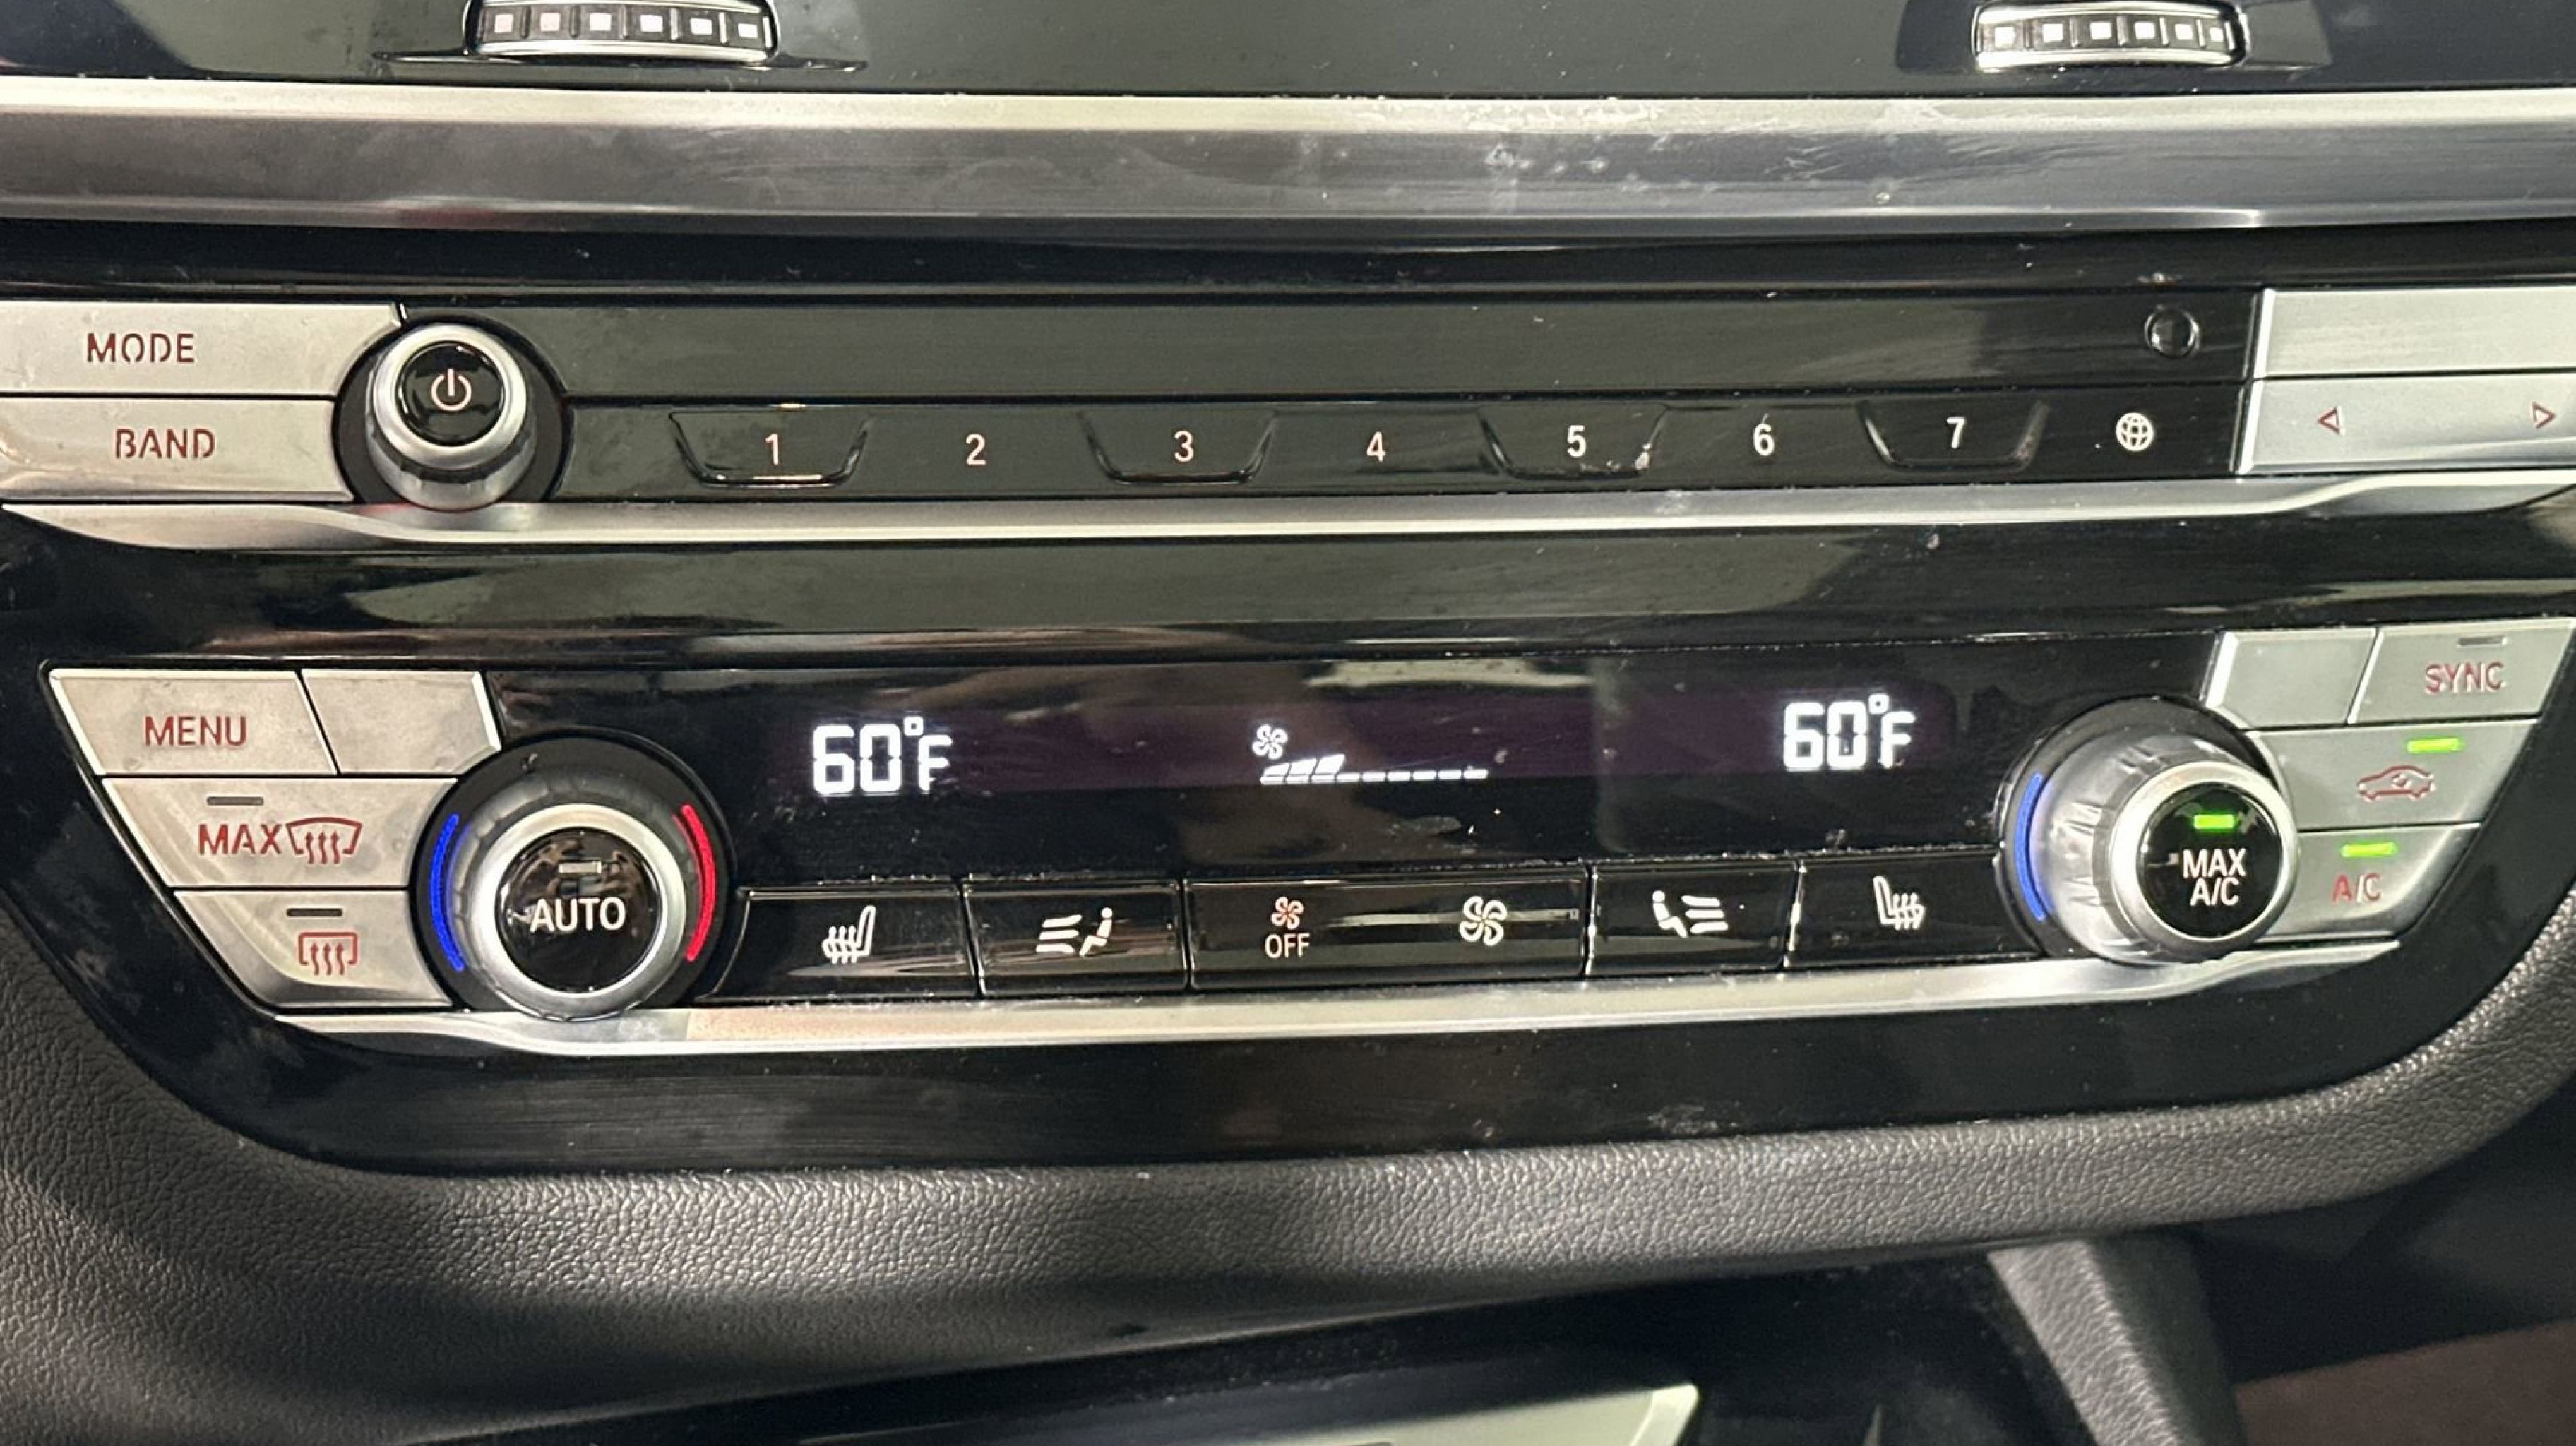 MODE
BAND
1 2 3 4 5 6 7
MENU
60°F
60°F
SYNC
MAX
AUTO
OFF
MAX
A/C
A/C